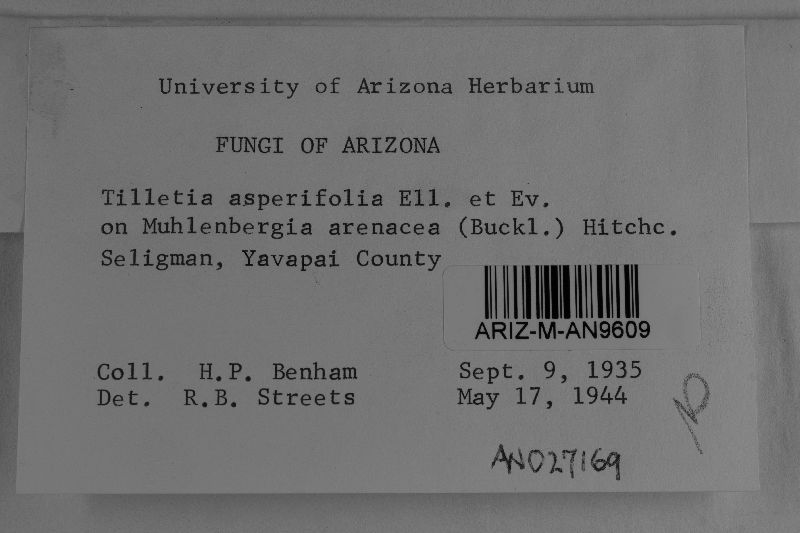 University of Arizona Herbarium
FUNGI OF ARIZONA
Tilletia asperifolia Ell. et Ev.
on Muhlenbergia arenacea (Buckl.) Hitchc.
Seligman, Yavapai County
ARIZ-M-AN9609
Coll. H.P. Benham Sept. 9, 1935
Det. R.B. Streets May 17, 1944
AN027169